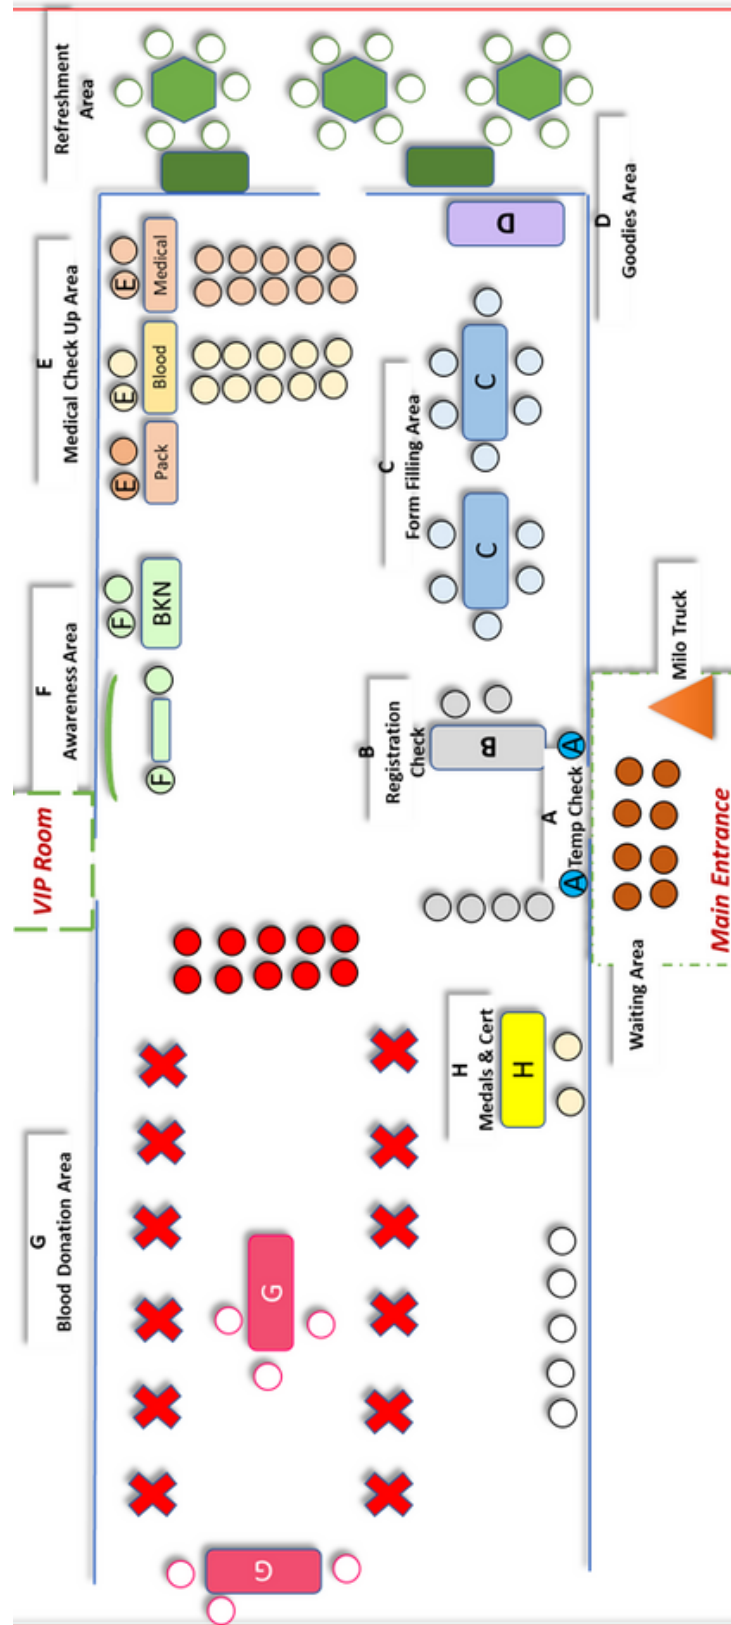 Refreshment
Area
D
D
Goodies Area
E
Medical Check Up Area
E
Medical
E
Blood
E
Pack
C
Form Filling Area
C
C
F
Awareness Area
F
BKN
F
B
Registration
Check
B
A
Temp Check
A
A
Milo Truck
VIP Room
Main Entrance
Waiting Area
H
Medals & Cert
H
G
Blood Donation Area
G
G